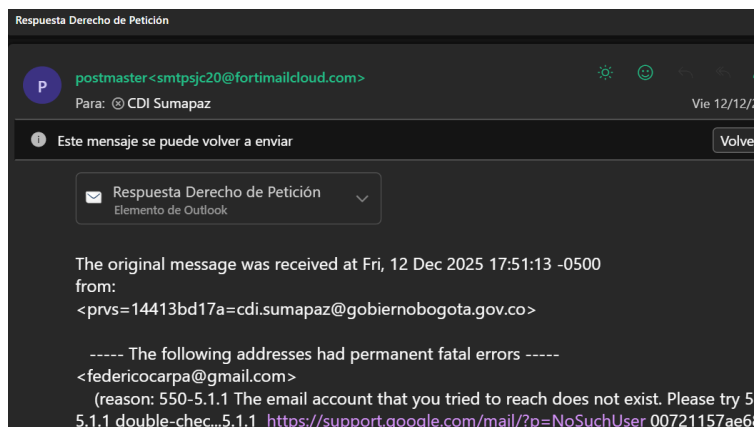 Respuesta Derecho de Petición
P
postmaster<smtpsjc20@fortimailcloud.com>
Para: CDI Sumapaz
Vie 12/12/2
Este mensaje se puede volver a enviar
Volve
Respuesta Derecho de Petición
Elemento de Outlook
The original message was received at Fri, 12 Dec 2025 17:51:13 -0500
from:
<prvs=14413bd17a=cdi.sumapaz@gobiernobogota.gov.co>
----- The following addresses had permanent fatal errors -----
<federicocarpa@gmail.com>
(reason: 550-5.1.1 The email account that you tried to reach does not exist. Please try 5
5.1.1 double-chec...5.1.1 https://support.google.com/mail/?p=NoSuchUser 00721157ae68